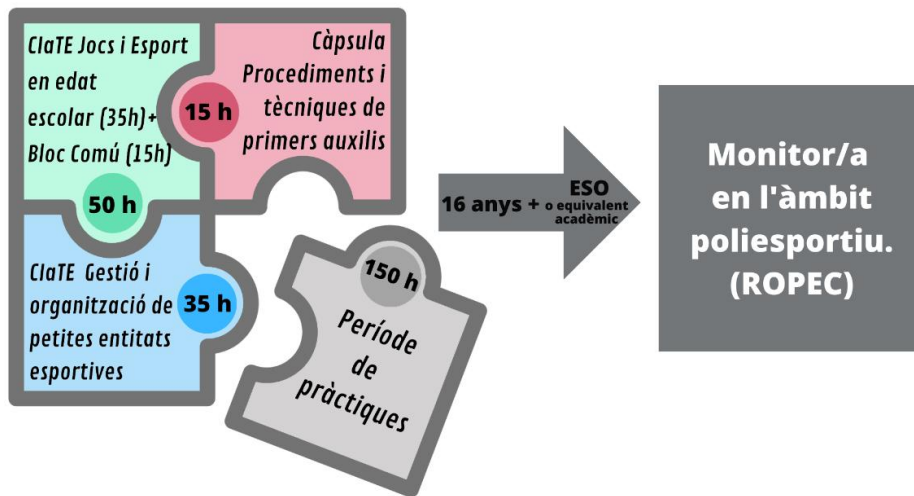 CIaTE Jocs i Esport
en edat
escolar (35h)+
Bloc Comú (15h)
50 h
Càpsula
Procediments i
tècniques de
primers auxilis
15 h
CIaTE Gestió i
organització de
petites entitats
esportives
35 h
150 h
Període
de
pràctiques
16 anys + ESO
o equivalent
acadèmic
Monitor/a
en l'àmbit
poliesportiu.
(ROPEC)